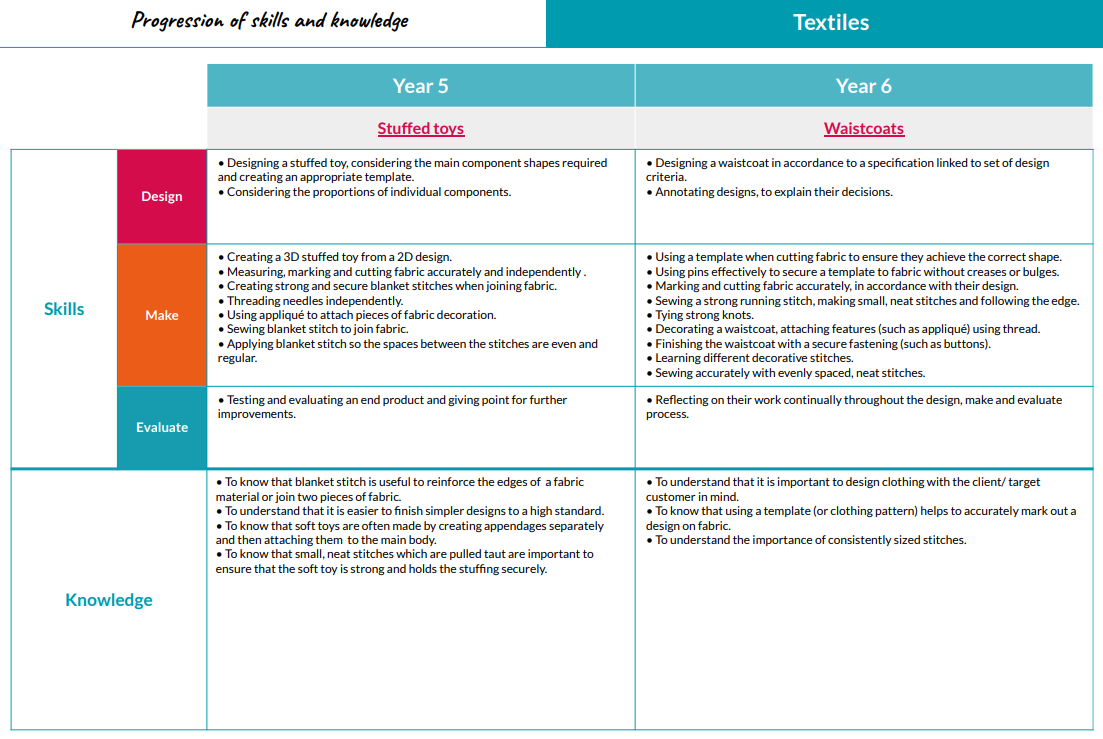 Progression of skills and knowledge
Textiles
Year 5
Year 6
Stuffed toys
Waistcoats
Skills
Design
• Designing a stuffed toy, considering the main component shapes required
and creating an appropriate template.
• Considering the proportions of individual components.
• Designing a waistcoat in accordance to a specification linked to set of design
criteria.
• Annotating designs, to explain their decisions.
Make
• Creating a 3D stuffed toy from a 2D design.
• Measuring, marking and cutting fabric accurately and independently .
• Creating strong and secure blanket stitches when joining fabric.
• Threading needles independently.
• Using appliqué to attach pieces of fabric decoration.
• Sewing blanket stitch to join fabric.
• Applying blanket stitch so the spaces between the stitches are even and
regular.
• Using a template when cutting fabric to ensure they achieve the correct shape.
• Using pins effectively to secure a template to fabric without creases or bulges.
• Marking and cutting fabric accurately, in accordance with their design.
• Sewing a strong running stitch, making small, neat stitches and following the edge.
• Tying strong knots.
• Decorating a waistcoat, attaching features (such as appliqué) using thread.
• Finishing the waistcoat with a secure fastening (such as buttons).
• Learning different decorative stitches.
• Sewing accurately with evenly spaced, neat stitches.
Evaluate
• Testing and evaluating an end product and giving point for further
improvements.
• Reflecting on their work continually throughout the design, make and evaluate
process.
Knowledge
• To know that blanket stitch is useful to reinforce the edges of a fabric
material or join two pieces of fabric.
• To understand that it is easier to finish simpler designs to a high standard.
• To know that soft toys are often made by creating appendages separately
and then attaching them to the main body.
• To know that small, neat stitches which are pulled taut are important to
ensure that the soft toy is strong and holds the stuffing securely.
• To understand that it is important to design clothing with the client/ target
customer in mind.
• To know that using a template (or clothing pattern) helps to accurately mark out a
design on fabric.
• To understand the importance of consistently sized stitches.